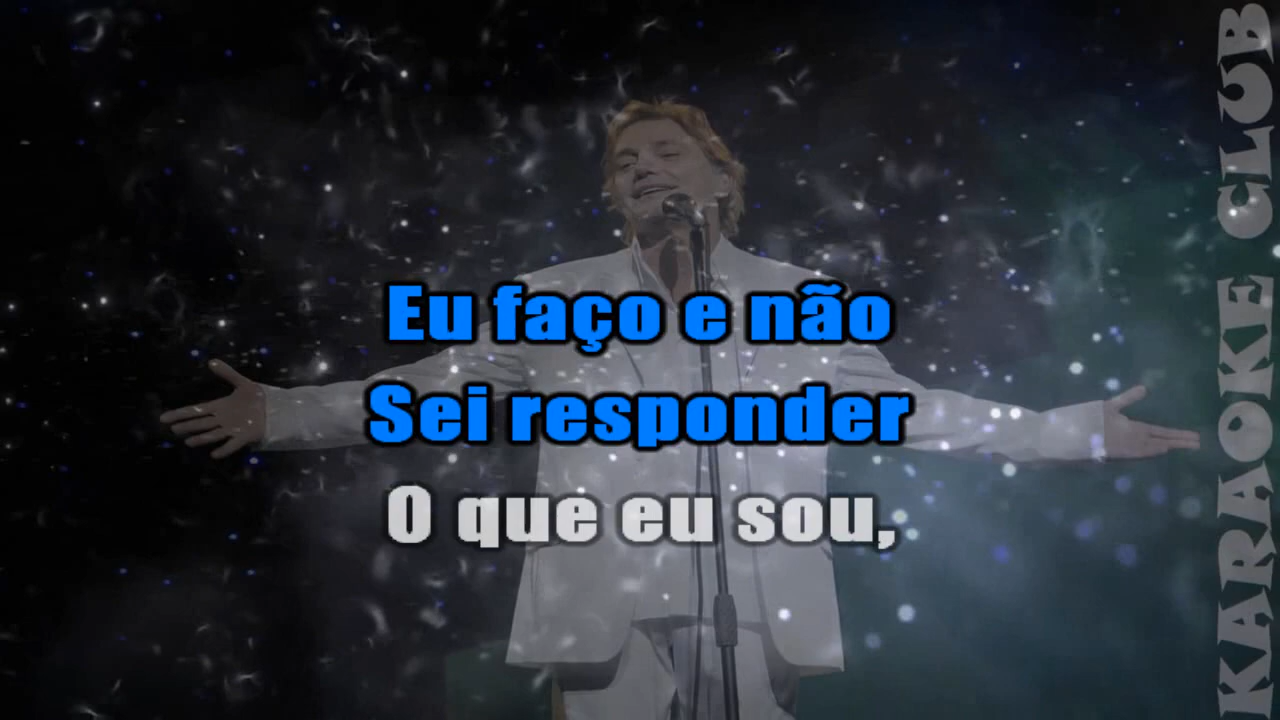 Eu faço e não
Sei responder
O que eu sou,
KARAOKE CLUB